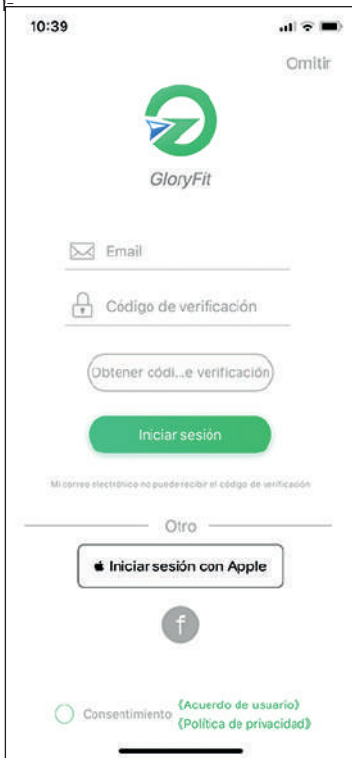 10:39
Omitir
GloryFit
Email
Código de verificación
Obtener códi...e verificación
Iniciar sesión
Mi correo electrónico no puede recibir el código de verificación
Otro
Iniciar sesión con Apple
f
Consentimiento
《Acuerdo de usuario》
《Política de privacidad》